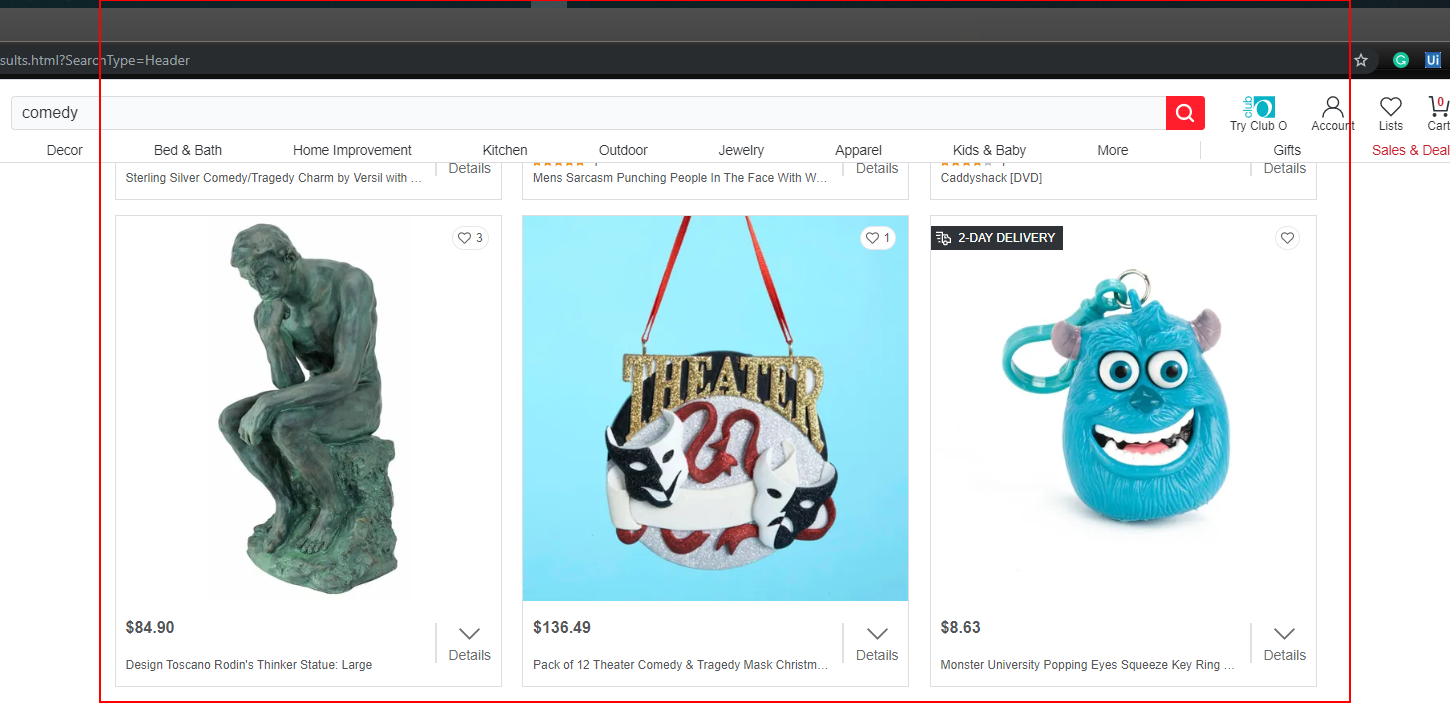 sults.html?SearchType=Header
G
Ui
comedy
club O
Try Club O
Account
Lists
0
Cart
Decor
Bed & Bath
Home Improvement
Kitchen
Outdoor
Jewelry
Apparel
Kids & Baby
More
Gifts
Sales & Deal
Sterling Silver Comedy/Tragedy Charm by Versil with ...
Details
Mens Sarcasm Punching People In The Face With W...
Details
Caddyshack [DVD]
Details
3
1
2-DAY DELIVERY
THEATER
$84.90
Design Toscano Rodin's Thinker Statue: Large
Details
$136.49
Pack of 12 Theater Comedy & Tragedy Mask Christm...
Details
$8.63
Monster University Popping Eyes Squeeze Key Ring ...
Details